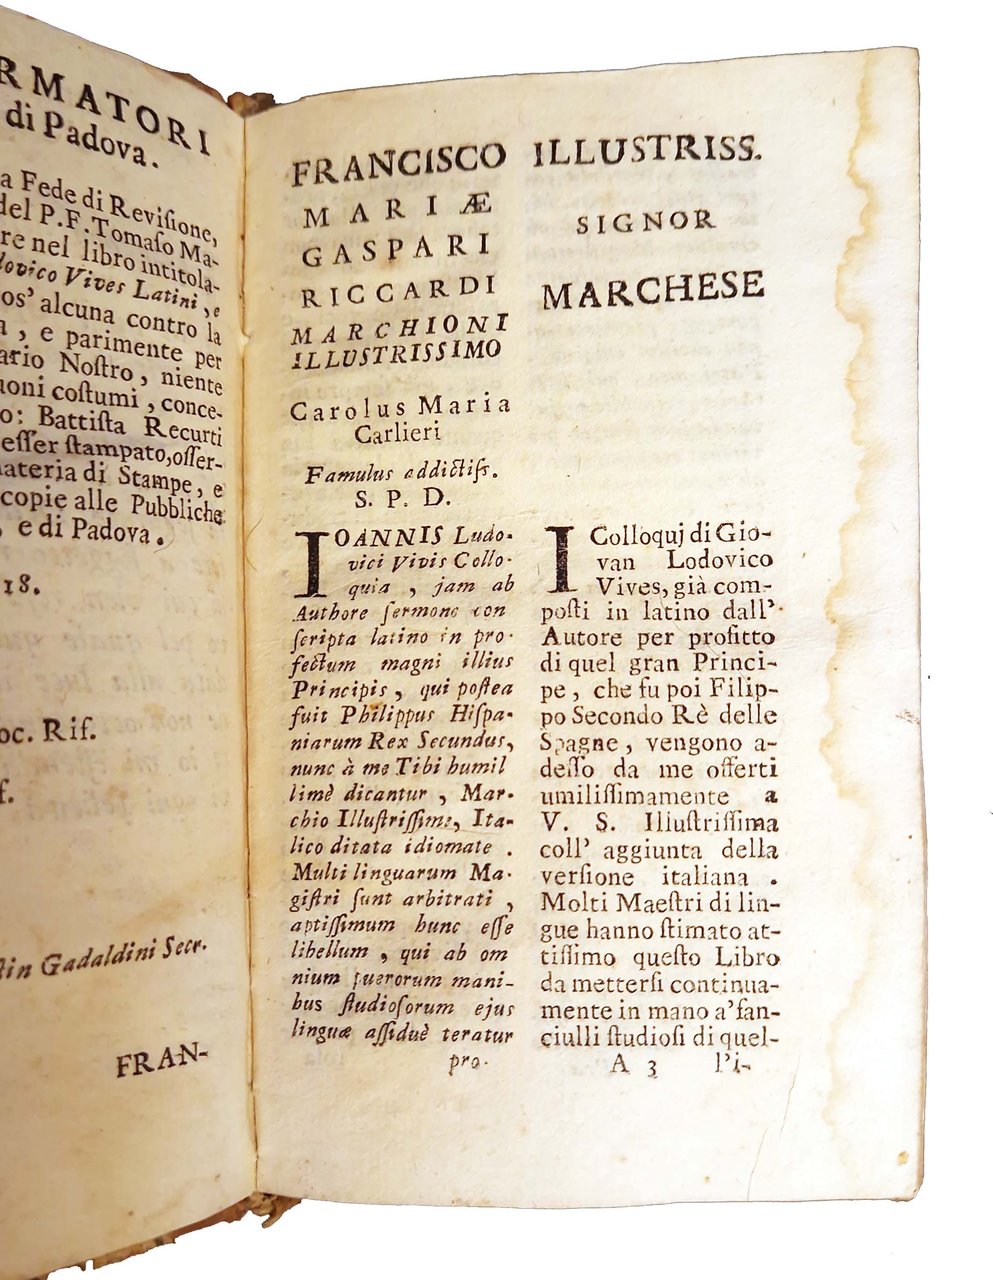 RMATORI
di Padova.
a Fede di Reviſione,
del P. F. Tomaſo Ma-
re nel libro intitola-
dovico Vives Latini, e
os' alcuna contro la
, e parimente per
ario Noſtro, niente
uoni coſtumi, conce-
o: Battiſta Recurti
eſſer ſtampato, oſſer-
materia di Stampe, e
copie alle Pubbliche
, e di Padova.
18.
oc. Rif.
f.
tin Gadaldini Secr.
FRAN-
FRANCISCO
MARIÆ
GASPARI
RICCARDI
MARCHIONI
ILLUSTRISSIMO
Carolus Maria
Carlieri
Famulus addictiſs.
S. P. D.
IOANNIS Ludo-
vici Vivis Collo-
quia, jam ab
Authore ſermone con
ſcripta latino in pro-
fectum magni illius
Principis, qui poſtea
fuit Philippus Hiſpa-
niarum Rex Secundus,
nunc à me Tibi humil
limè dicantur, Mar-
chio Illuſtriſſime, Ita-
lico ditata idiomate.
Multi linguarum Ma-
giſtri ſunt arbitrati,
aptiſſimum hunc eſſe
libellum, qui ab om
nium puerorum mani-
bus ſtudioſorum ejus
linguæ aſſiduè teratur
pro-
ILLUSTRISS.
SIGNOR
MARCHESE
I Colloquj di Gio-
van Lodovico
Vives, già com-
poſti in latino dall'
Autore per profitto
di quel gran Princi-
pe, che fu poi Filip-
po Secondo Rè delle
Spagne, vengono a-
deſſo da me offerti
umiliſſimamente a
V. S. Illuſtriſſima
coll' aggiunta della
verſione italiana.
Molti Maeſtri di lin-
gue hanno ſtimato at-
tiſſimo queſto Libro
da metterſi continua-
mente in mano a'fan-
ciulli ſtudioſi di quel-
A 3 l'i-